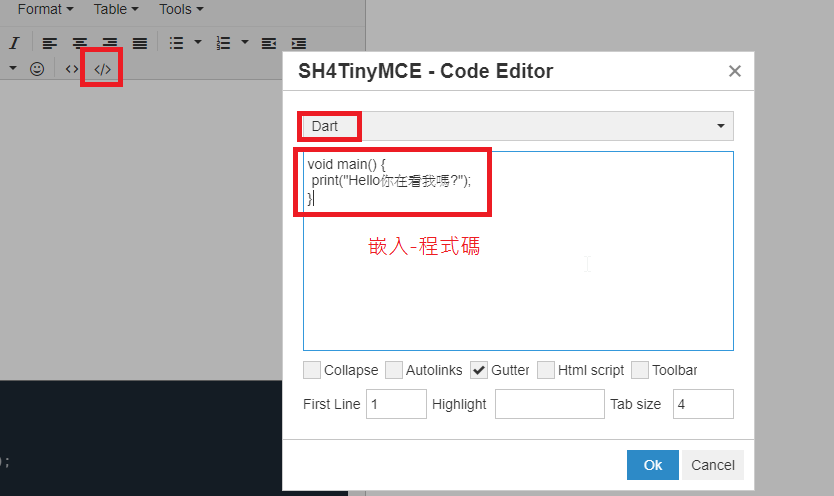 Format Table Tools
SH4TinyMCE - Code Editor
Dart
void main() {
print("Hello你在看我嗎?");
}
嵌入-程式碼
Collapse Autolinks Gutter Html script Toolbar
First Line 1 Highlight Tab size 4
);
Ok Cancel